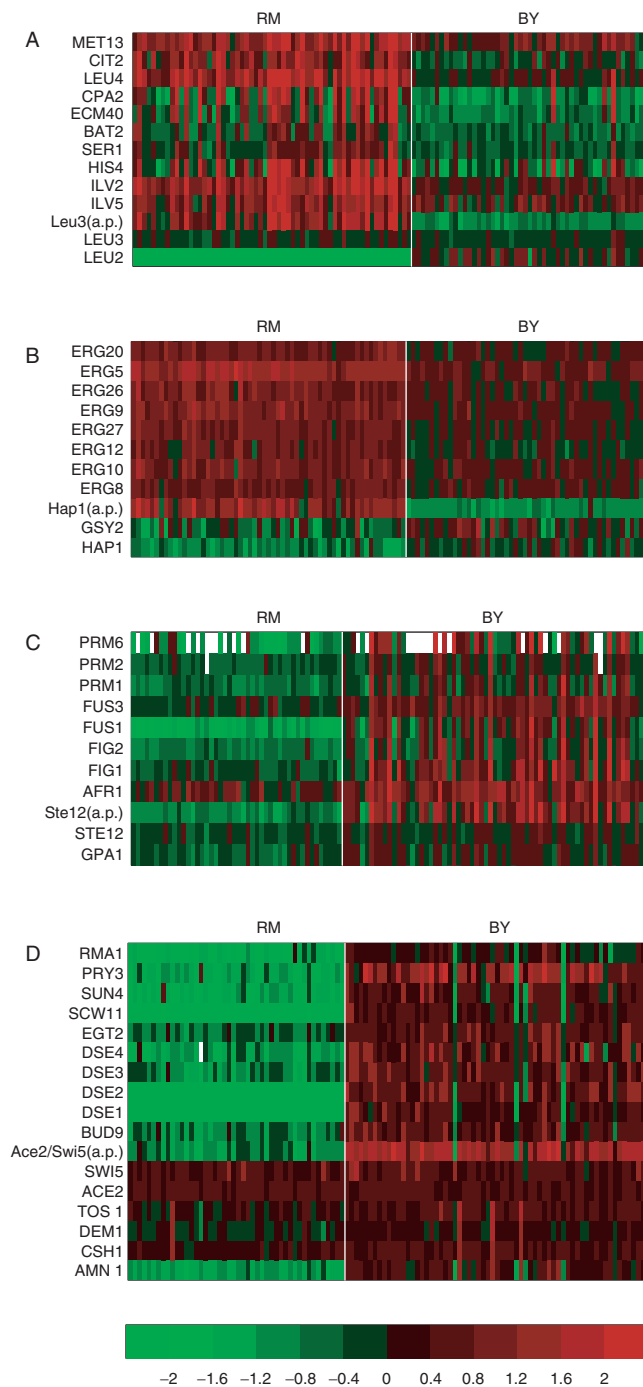 RM BY
A
MET13
CIT2
LEU4
CPA2
ECM40
BAT2
SER1
HIS4
ILV2
ILV5
Leu3(a.p.)
LEU3
LEU2
RM BY
B
ERG20
ERG5
ERG26
ERG9
ERG27
ERG12
ERG10
ERG8
Hap1(a.p.)
GSY2
HAP1
RM BY
C
PRM6
PRM2
PRM1
FUS3
FUS1
FIG2
FIG1
AFR1
Ste12(a.p.)
STE12
GPA1
RM BY
D
RMA1
PRY3
SUN4
SCW11
EGT2
DSE4
DSE3
DSE2
DSE1
BUD9
Ace2/Swi5(a.p.)
SWI5
ACE2
TOS 1
DEM1
CSH1
AMN 1
−2 −1.6 −1.2 −0.8 −0.4 0 0.4 0.8 1.2 1.6 2